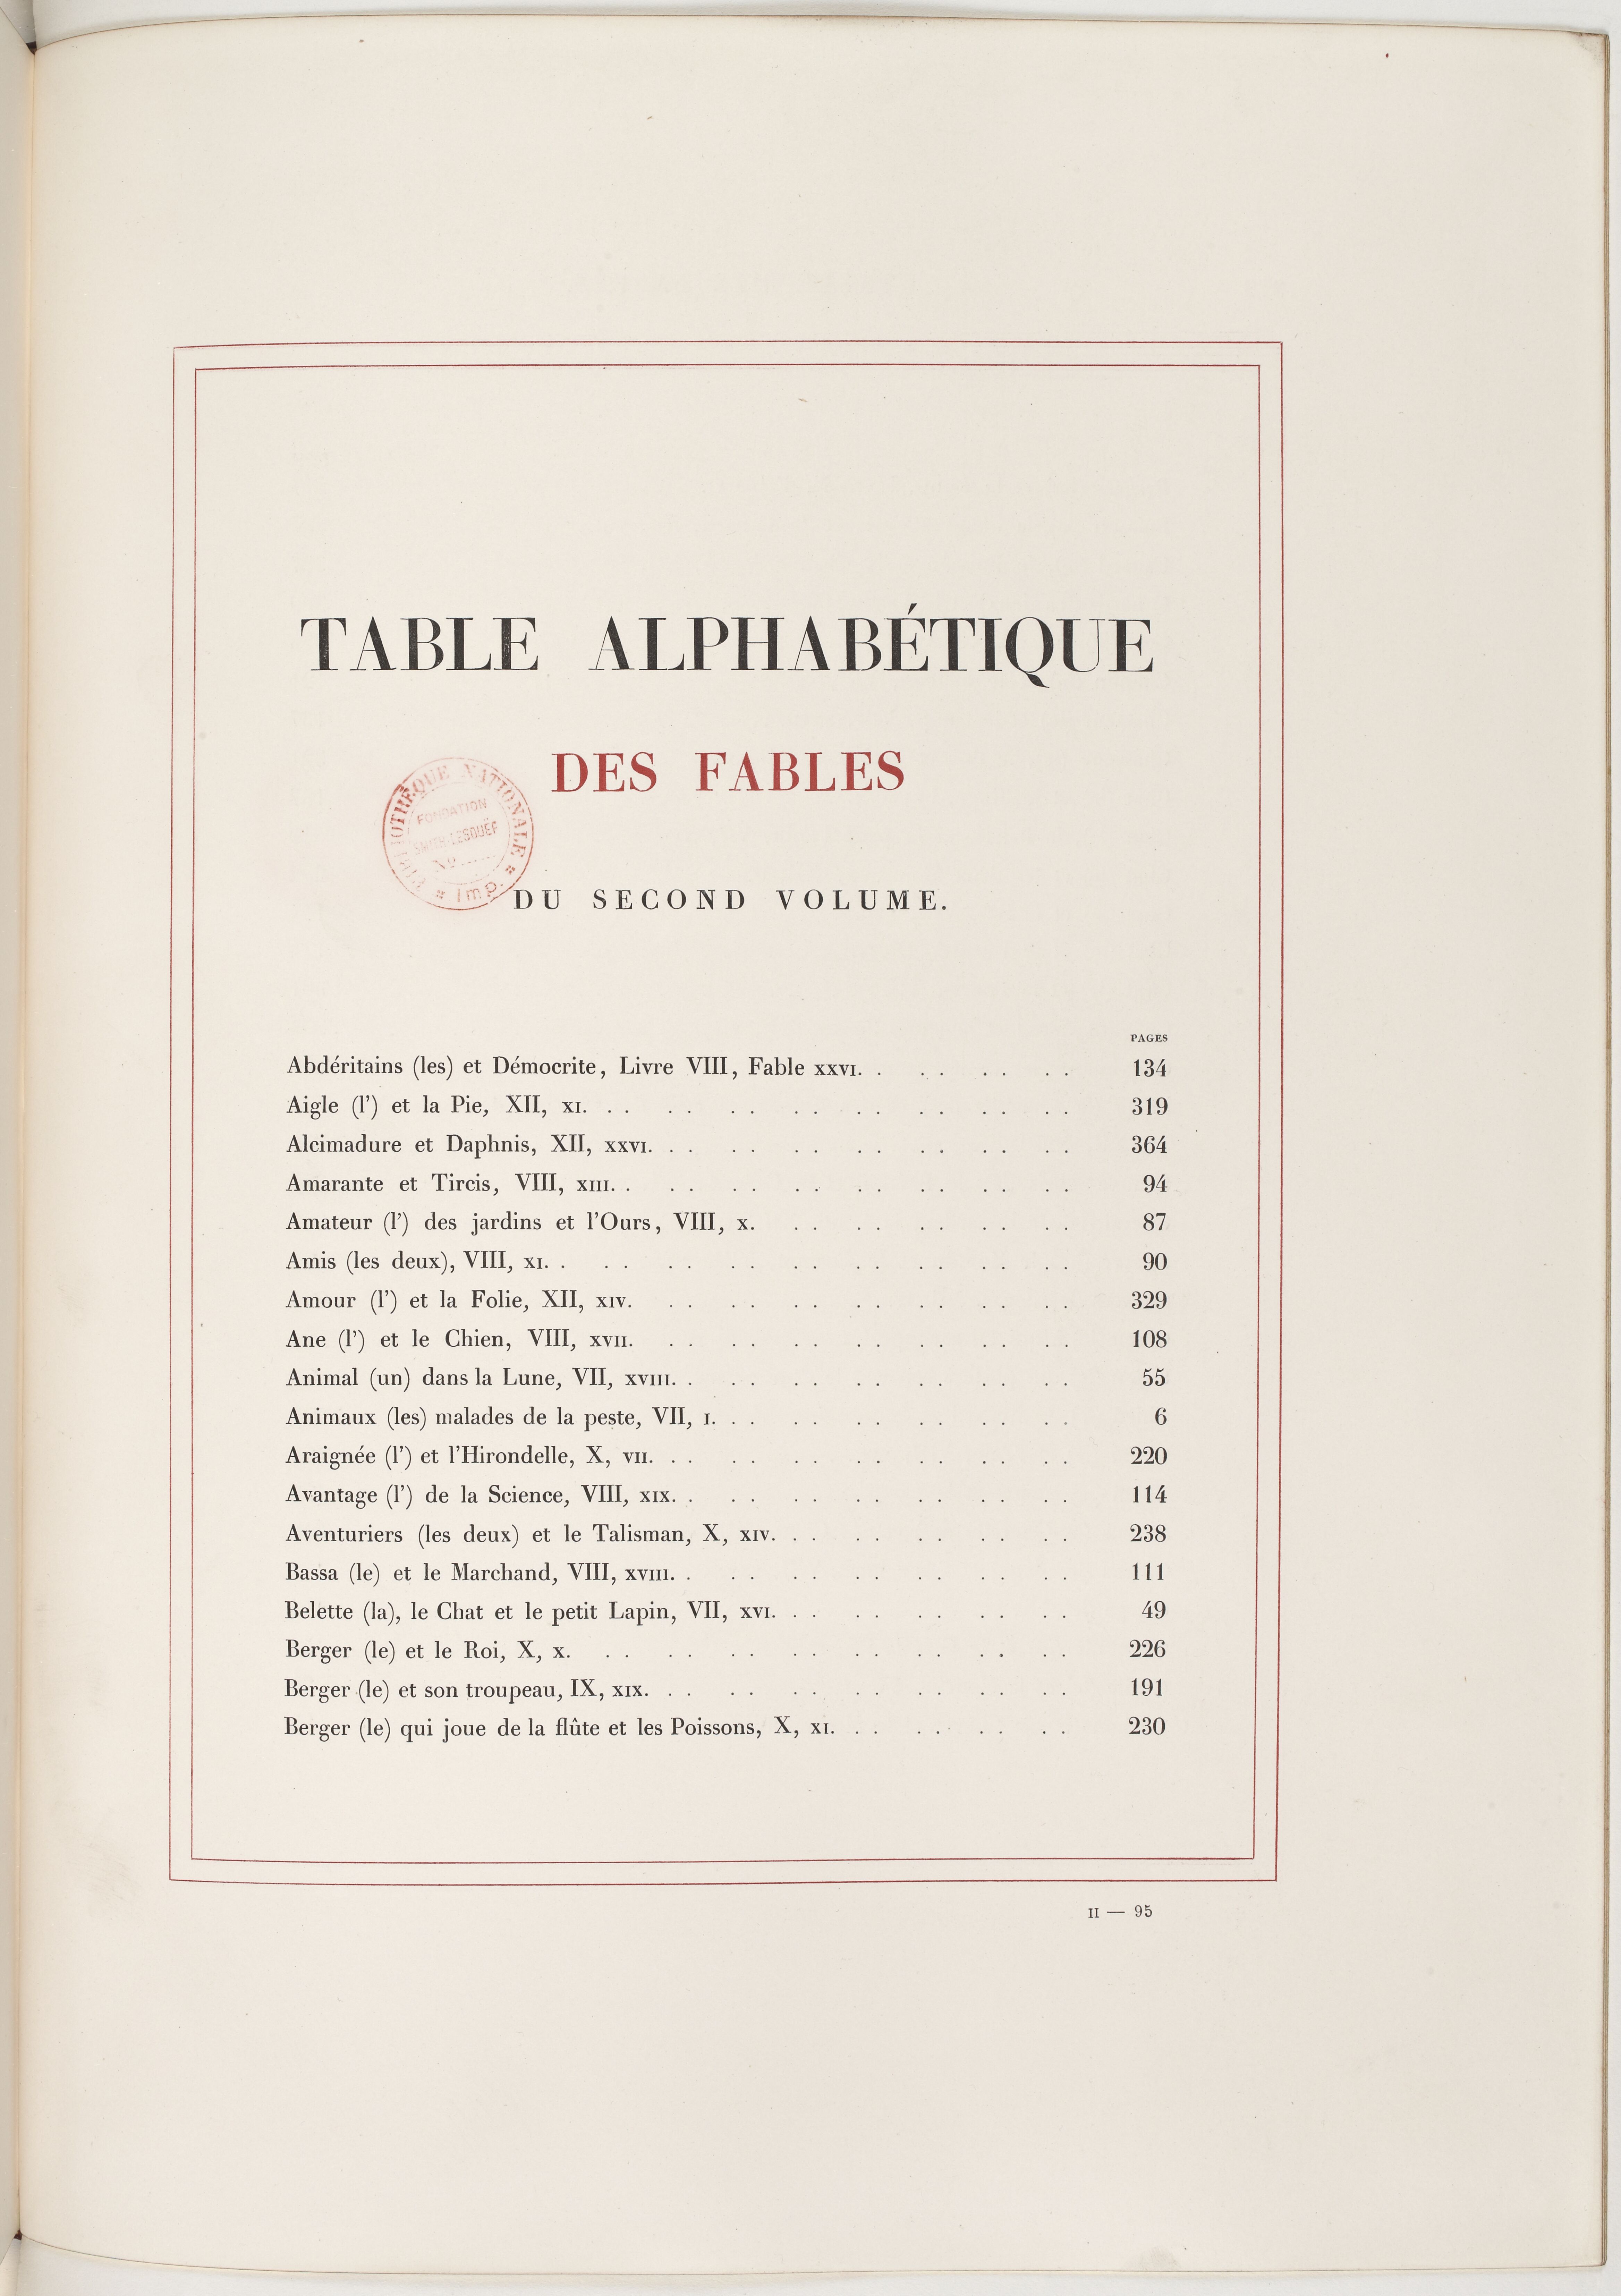 TABLE ALPHABÉTIQUE
DES FABLES
BIBLIOTHÈQUE NATIONALE
FONDATION
SMITH-LESOUËF
No......
Imp.
DU SECOND VOLUME.
PAGES
Abdéritains (les) et Démocrite, Livre VIII, Fable XXVI. . . . . . . . 134
Aigle (l') et la Pie, XII, XI. . . . . . . . . . . . . . . . . 319
Alcimadure et Daphnis, XII, XXVI. . . . . . . . . . . . . . . 364
Amarante et Tircis, VIII, XIII. . . . . . . . . . . . . . . . 94
Amateur (l') des jardins et l'Ours, VIII, X. . . . . . . . . . . 87
Amis (les deux), VIII, XI. . . . . . . . . . . . . . . . . . 90
Amour (l') et la Folie, XII, XIV. . . . . . . . . . . . . . . 329
Ane (l') et le Chien, VIII, XVII. . . . . . . . . . . . . . . 108
Animal (un) dans la Lune, VII, XVIII. . . . . . . . . . . . . . 55
Animaux (les) malades de la peste, VII, I. . . . . . . . . . . . . 6
Araignée (l') et l'Hirondelle, X, VII. . . . . . . . . . . . . . . 220
Avantage (l') de la Science, VIII, XIX. . . . . . . . . . . . . . 114
Aventuriers (les deux) et le Talisman, X, XIV. . . . . . . . . . . 238
Bassa (le) et le Marchand, VIII, XVIII. . . . . . . . . . . . . . 111
Belette (la), le Chat et le petit Lapin, VII, XVI. . . . . . . . . . . 49
Berger (le) et le Roi, X, X. . . . . . . . . . . . . . . . . 226
Berger (le) et son troupeau, IX, XIX. . . . . . . . . . . . . . . 191
Berger (le) qui joue de la flûte et les Poissons, X, XI. . . . . . . . . 230
II — 95